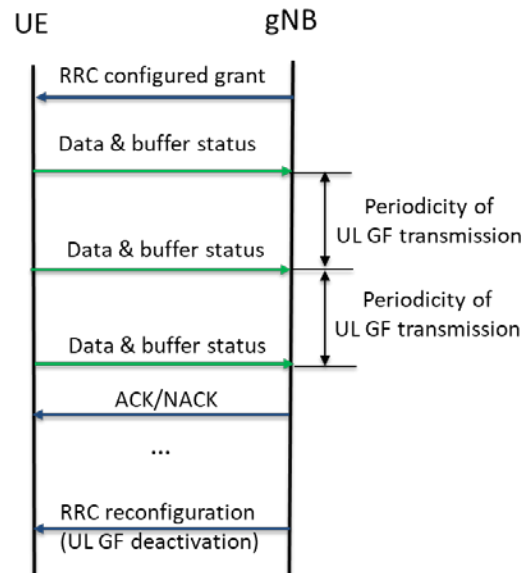 UE
gNB
RRC configured grant
Data & buffer status
Periodicity of
UL GF transmission
Data & buffer status
Periodicity of
UL GF transmission
Data & buffer status
ACK/NACK
...
RRC reconfiguration
(UL GF deactivation)